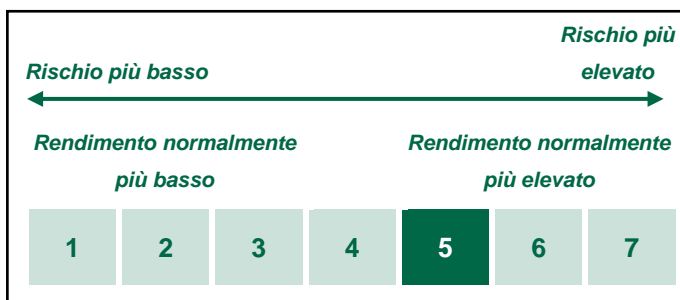 Rischio più
Rischio più basso
elevato
Rendimento normalmente
più basso
Rendimento normalmente
più elevato
1 2 3 4 5 6 7